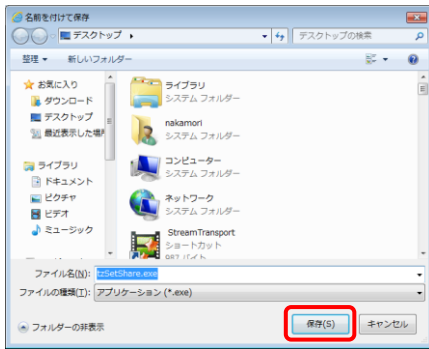 名前を付けて保存
デスクトップ
デスクトップの検索
整理 新しいフォルダー
お気に入り
ダウンロード
デスクトップ
最近表示した場所
ライブラリ
ドキュメント
ピクチャ
ビデオ
ミュージック
ライブラリ
システム フォルダー
nakamori
システム フォルダー
コンピューター
システム フォルダー
ネットワーク
システム フォルダー
StreamTransport
ショートカット
987 バイト
ファイル名(N): tzSetShare.exe
ファイルの種類(T): アプリケーション (*.exe)
フォルダーの非表示
保存(S)
キャンセル